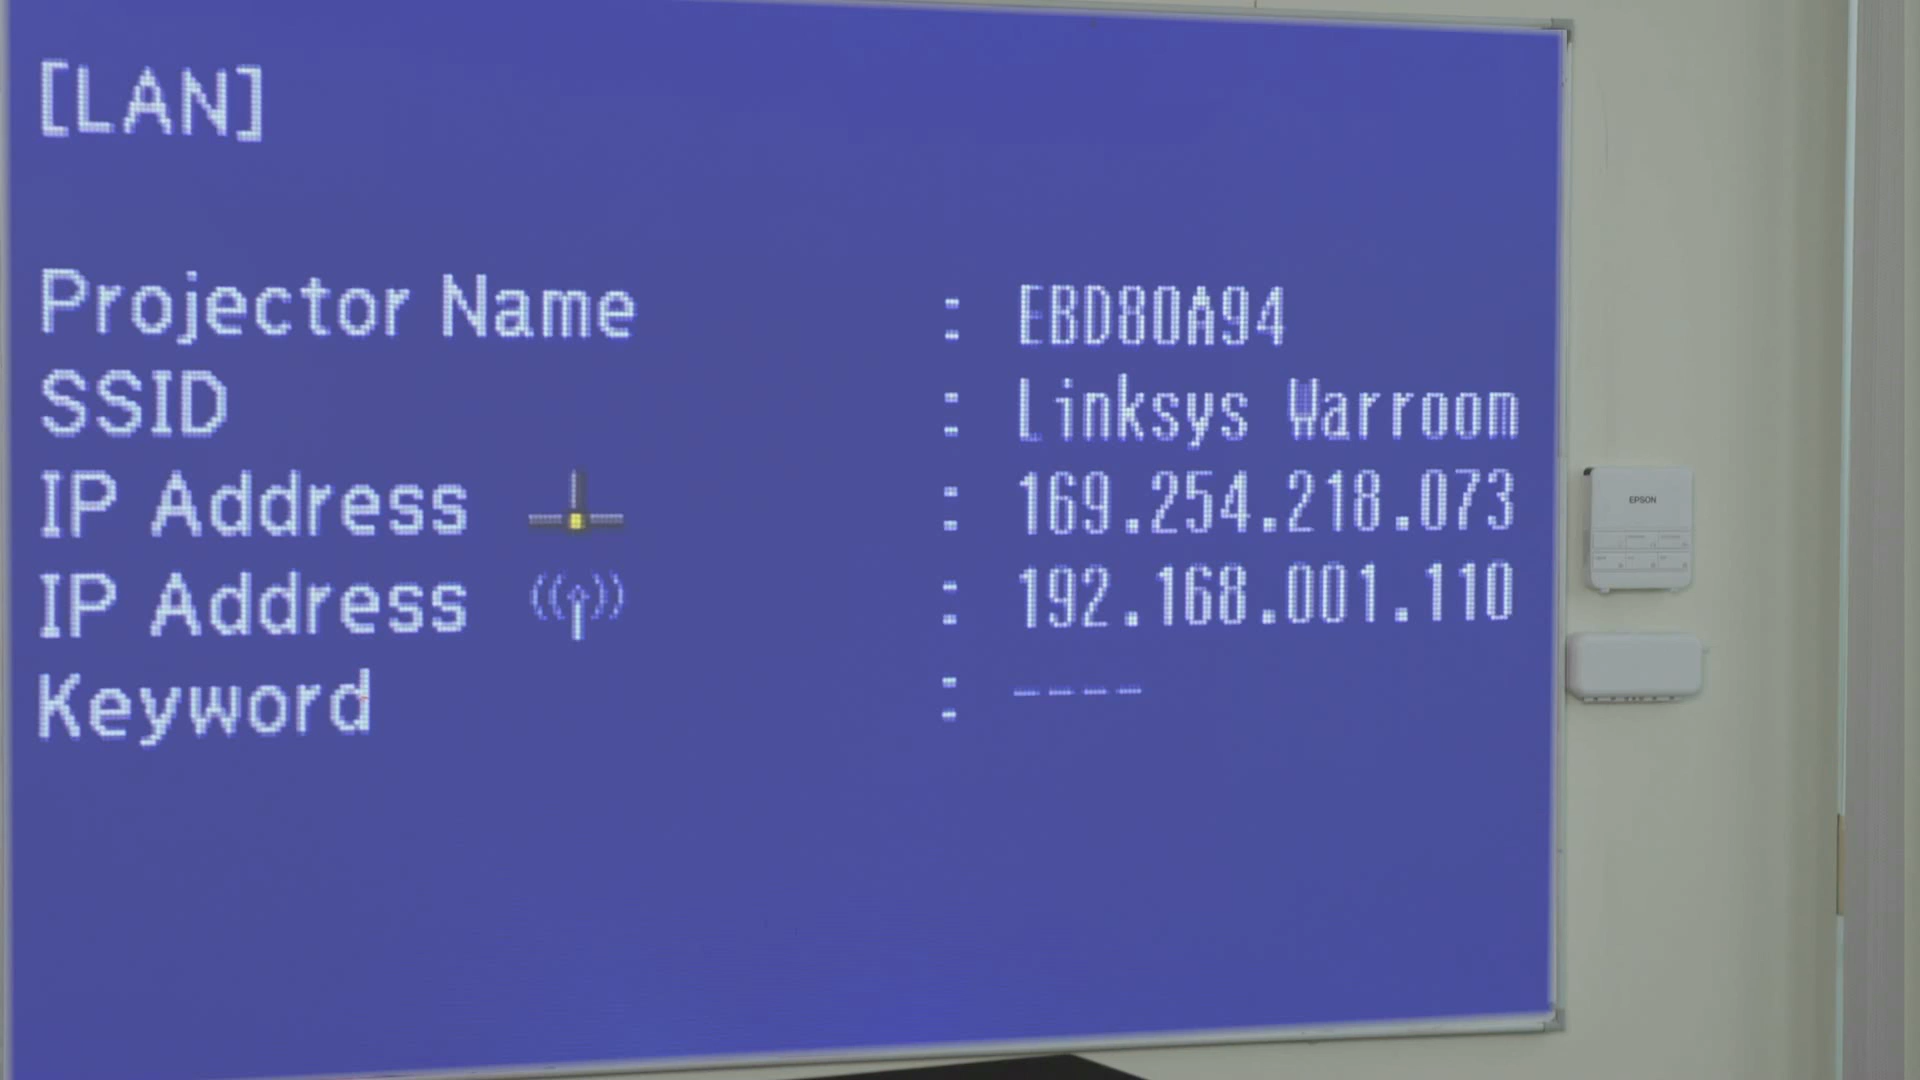 [LAN]
Projector Name : EBD80A94
SSID : Linksys Warroom
IP Address : 169.254.218.073
IP Address : 192.168.001.110
Keyword : ----
EPSON